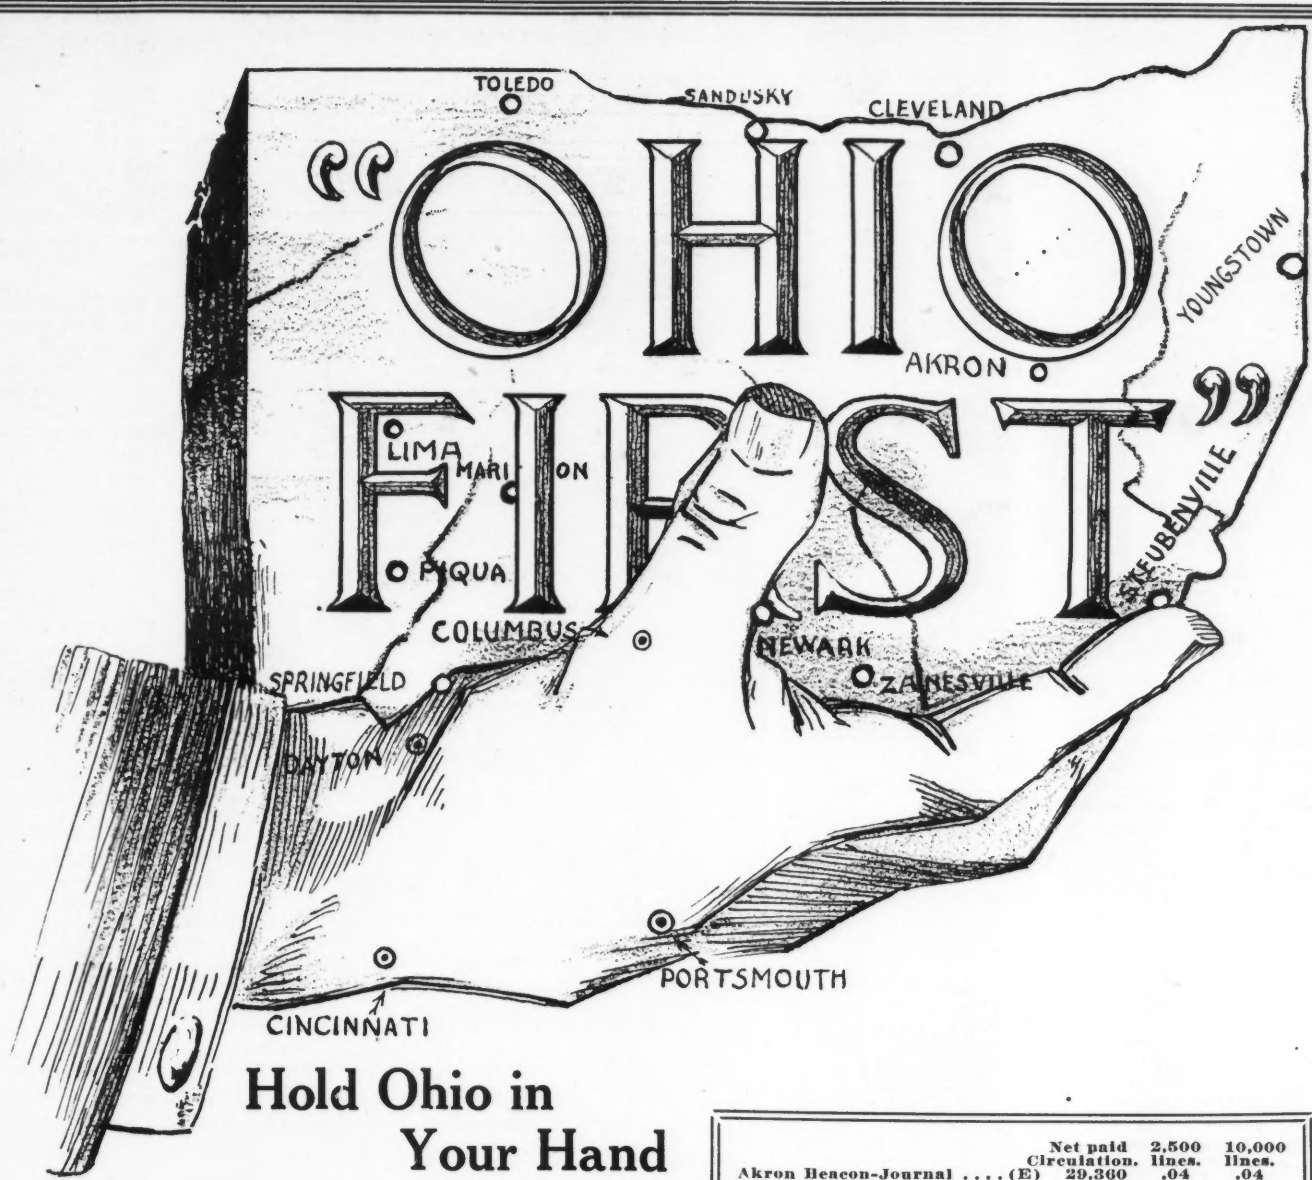 TOLEDO
SANDUSKY
CLEVELAND
“OHIO
YOUNGSTOWN
AKRON
FIRST”
LIMA
MARION
STEUBENVILLE
PIQUA
COLUMBUS
NEWARK
SPRINGFIELD
ZANESVILLE
DAYTON
PORTSMOUTH
CINCINNATI
Hold Ohio in
Your Hand
Net paid 2,500 10,000
Circulation. lines. lines.
Akron Beacon-Journal ....(E) 29,360 .04 .04